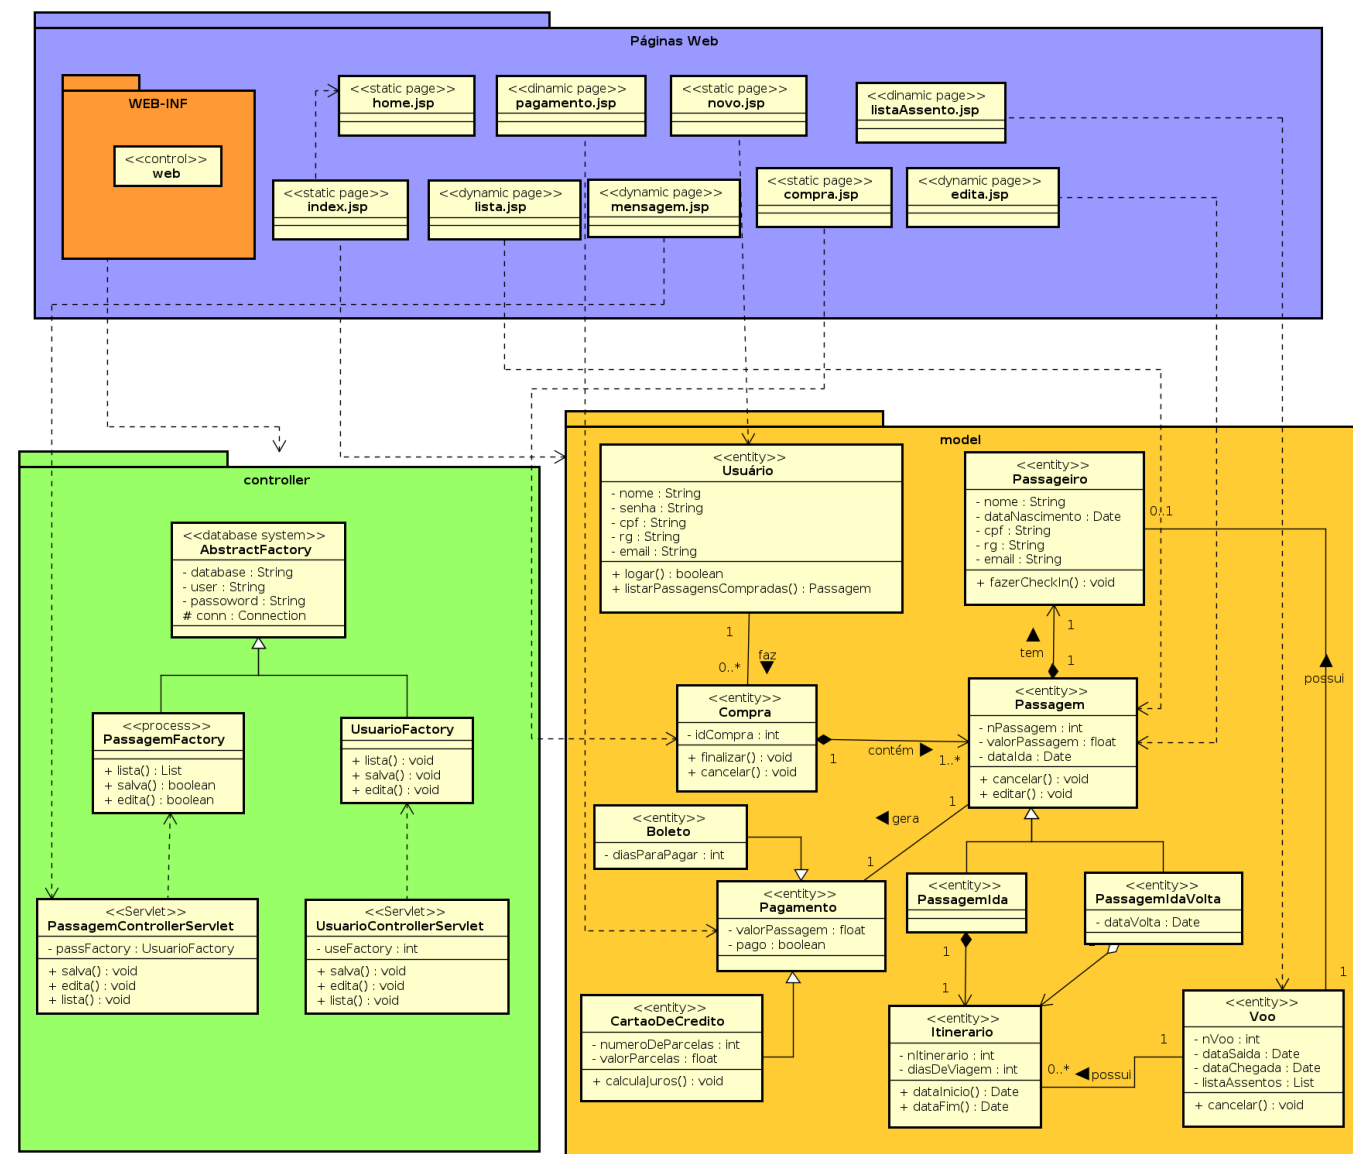 Páginas Web
WEB-INF
<<control>>
web
<<static page>>
home.jsp
<<dinamic page>>
pagamento.jsp
<<static page>>
novo.jsp
<<dinamic page>>
listaAssento.jsp
<<static page>>
index.jsp
<<dynamic page>>
lista.jsp
<<dynamic page>>
mensagem.jsp
<<static page>>
compra.jsp
<<dynamic page>>
edita.jsp
controller
<<database system>>
AbstractFactory
- database : String
- user : String
- passoword : String
# conn : Connection
<<process>>
PassagemFactory
+ lista() : List
+ salva() : boolean
+ edita() : boolean
UsuarioFactory
+ lista() : void
+ salva() : void
+ edita() : void
<<Servlet>>
PassagemControllerServlet
- passFactory : UsuarioFactory
+ salva() : void
+ edita() : void
+ lista() : void
<<Servlet>>
UsuarioControllerServlet
- useFactory : int
+ salva() : void
+ edita() : void
+ lista() : void
model
<<entity>>
Usuário
- nome : String
- senha : String
- cpf : String
- rg : String
- email : String
+ logar() : boolean
+ listarPassagensCompradas() : Passagem
<<entity>>
Passageiro
- nome : String
- dataNascimento : Date
- cpf : String
- rg : String
- email : String
+ fazerCheckIn() : void
0..1
1
faz
0..*
1
tem
1
possui
<<entity>>
Compra
- idCompra : int
+ finalizar() : void
+ cancelar() : void
contém
1
1..*
<<entity>>
Passagem
- nPassagem : int
- valorPassagem : float
- dataIda : Date
+ cancelar() : void
+ editar() : void
1
gera
1
<<entity>>
Boleto
- diasParaPagar : int
<<entity>>
Pagamento
- valorPassagem : float
- pago : boolean
<<entity>>
PassagemIda
<<entity>>
PassagemIdaVolta
- dataVolta : Date
1
1
1
<<entity>>
CartaoDeCredito
- numeroDeParcelas : int
- valorParcelas : float
+ calculaJuros() : void
<<entity>>
Itinerario
- nItinerario : int
- diasDeViagem : int
+ dataInicio() : Date
+ dataFim() : Date
0..*
possui
1
<<entity>>
Voo
- nVoo : int
- dataSaida : Date
- dataChegada : Date
- listaAssentos : List
+ cancelar() : void